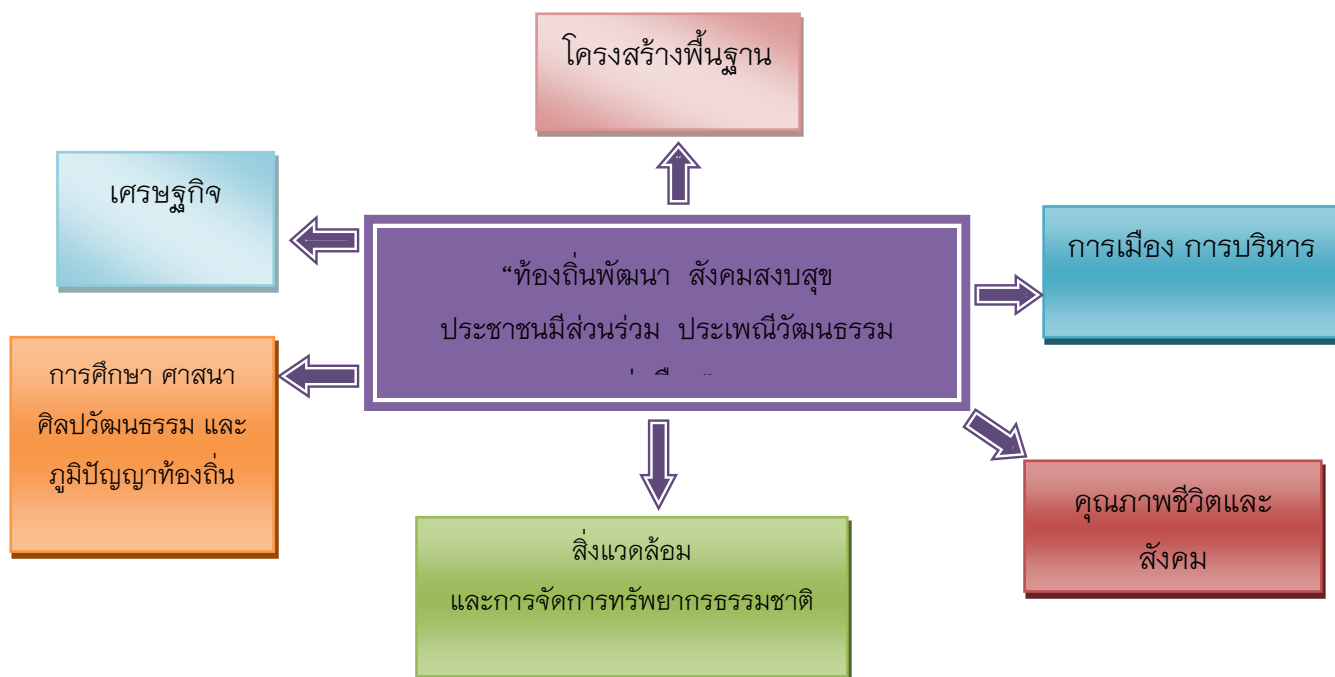 โครงสร้างพื้นฐาน
เศรษฐกิจ
การเมือง การบริหาร
“ท้องถิ่นพัฒนา สังคมสงบสุข
ประชาชนมีส่วนร่วม ประเพณีวัฒนธรรม
การศึกษา ศาสนา
ศิลปวัฒนธรรม และ
ภูมิปัญญาท้องถิ่น
คุณภาพชีวิตและ
สังคม
สิ่งแวดล้อม
และการจัดการทรัพยากรธรรมชาติ